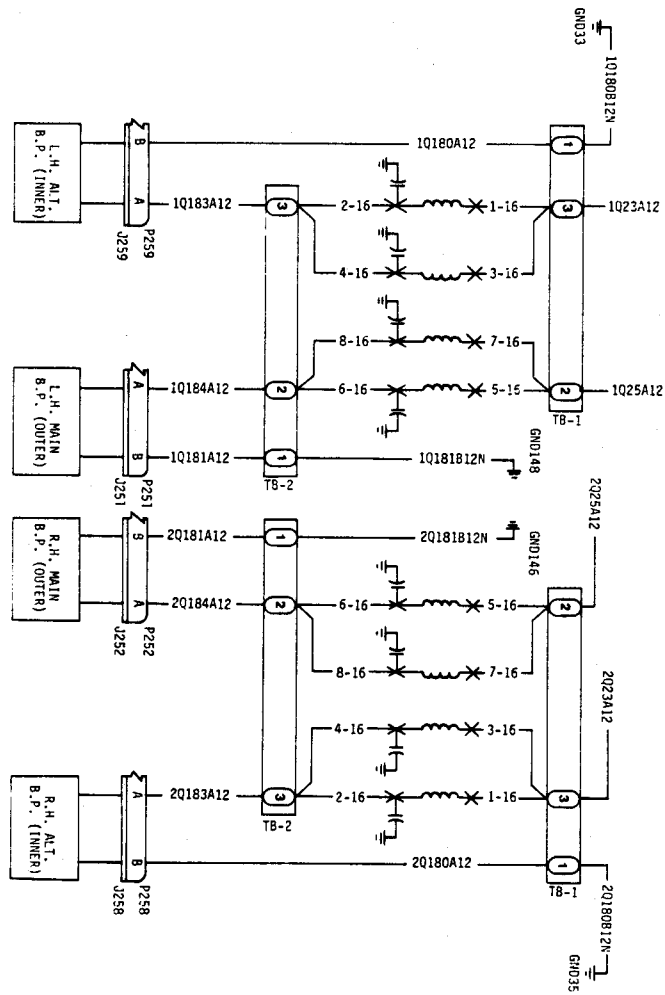 GND33
1Q180B12N
1Q180A12
1
L.H. ALT.
B.P. (INNER)
B
A
P259
J259
1Q183A12
3
2-16
1-16
3
1Q23A12
4-16
3-16
8-16
7-16
L.H. MAIN
B.P. (OUTER)
A
B
P251
J251
1Q184A12
2
6-16
5-16
2
1Q25A12
TB-1
1Q181A12
1
1Q181B12N
GND148
TB-2
R.H. MAIN
B.P. (OUTER)
B
A
P252
J252
2Q181A12
1
2Q181B12N
GND146
2Q25A12
2Q184A12
2
6-16
5-16
2
8-16
7-16
2Q23A12
4-16
3-16
R.H. ALT.
B.P. (INNER)
A
B
P258
J258
2Q183A12
3
2-16
1-16
3
TB-2
2Q180A12
1
TB-1
2Q180B12N
GND35